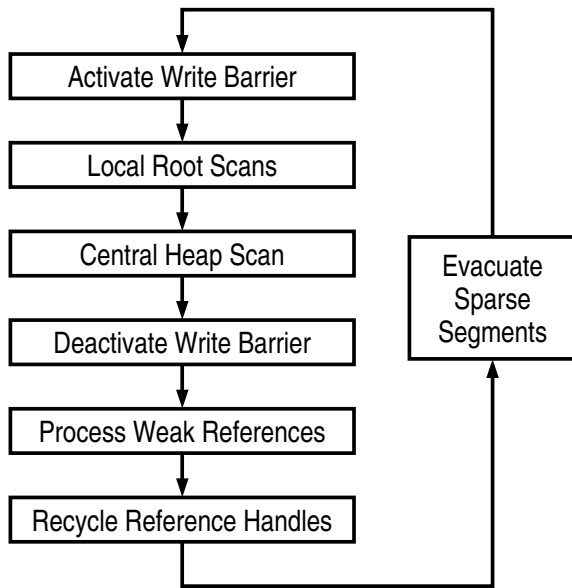 Activate Write Barrier
Local Root Scans
Central Heap Scan
Deactivate Write Barrier
Process Weak References
Recycle Reference Handles
Evacuate
Sparse
Segments